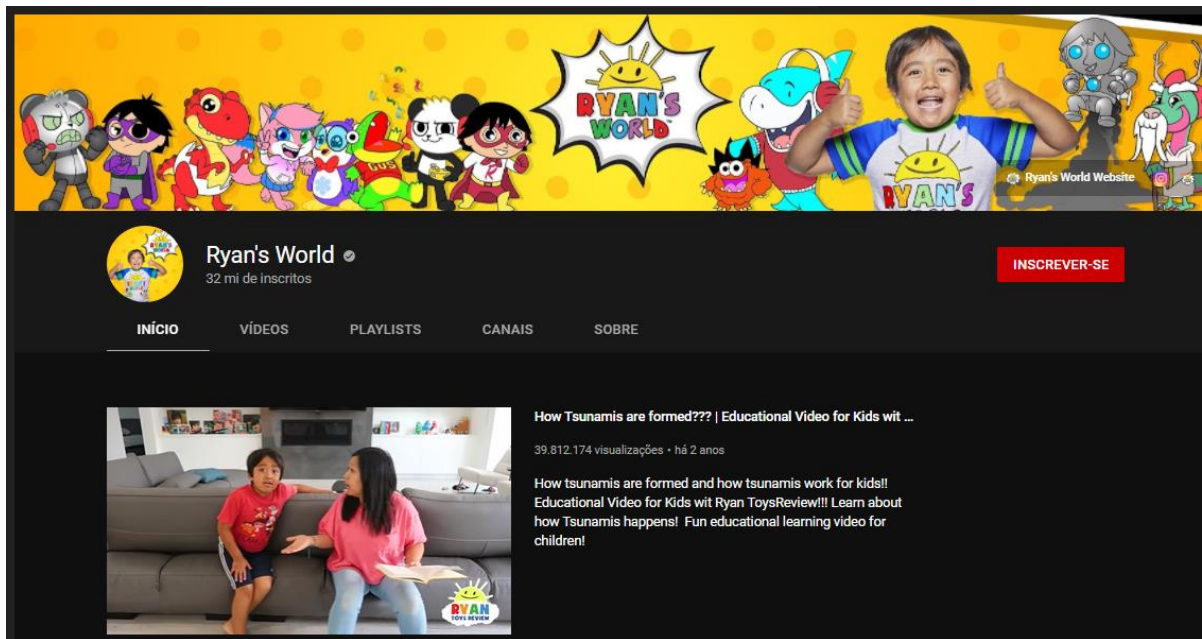 RYAN'S
WORLD
Ryan's World Website
RYAN'S
Ryan's World
32 mi de inscritos
INSCREVER-SE
INÍCIO
VÍDEOS
PLAYLISTS
CANAIS
SOBRE
How Tsunamis are formed??? | Educational Video for Kids wit ...
39.812.174 visualizações • há 2 anos
How tsunamis are formed and how tsunamis work for kids!!
Educational Video for Kids wit Ryan ToysReview!!! Learn about
how Tsunamis happens! Fun educational learning video for
children!
RYAN
TOYS REVIEW